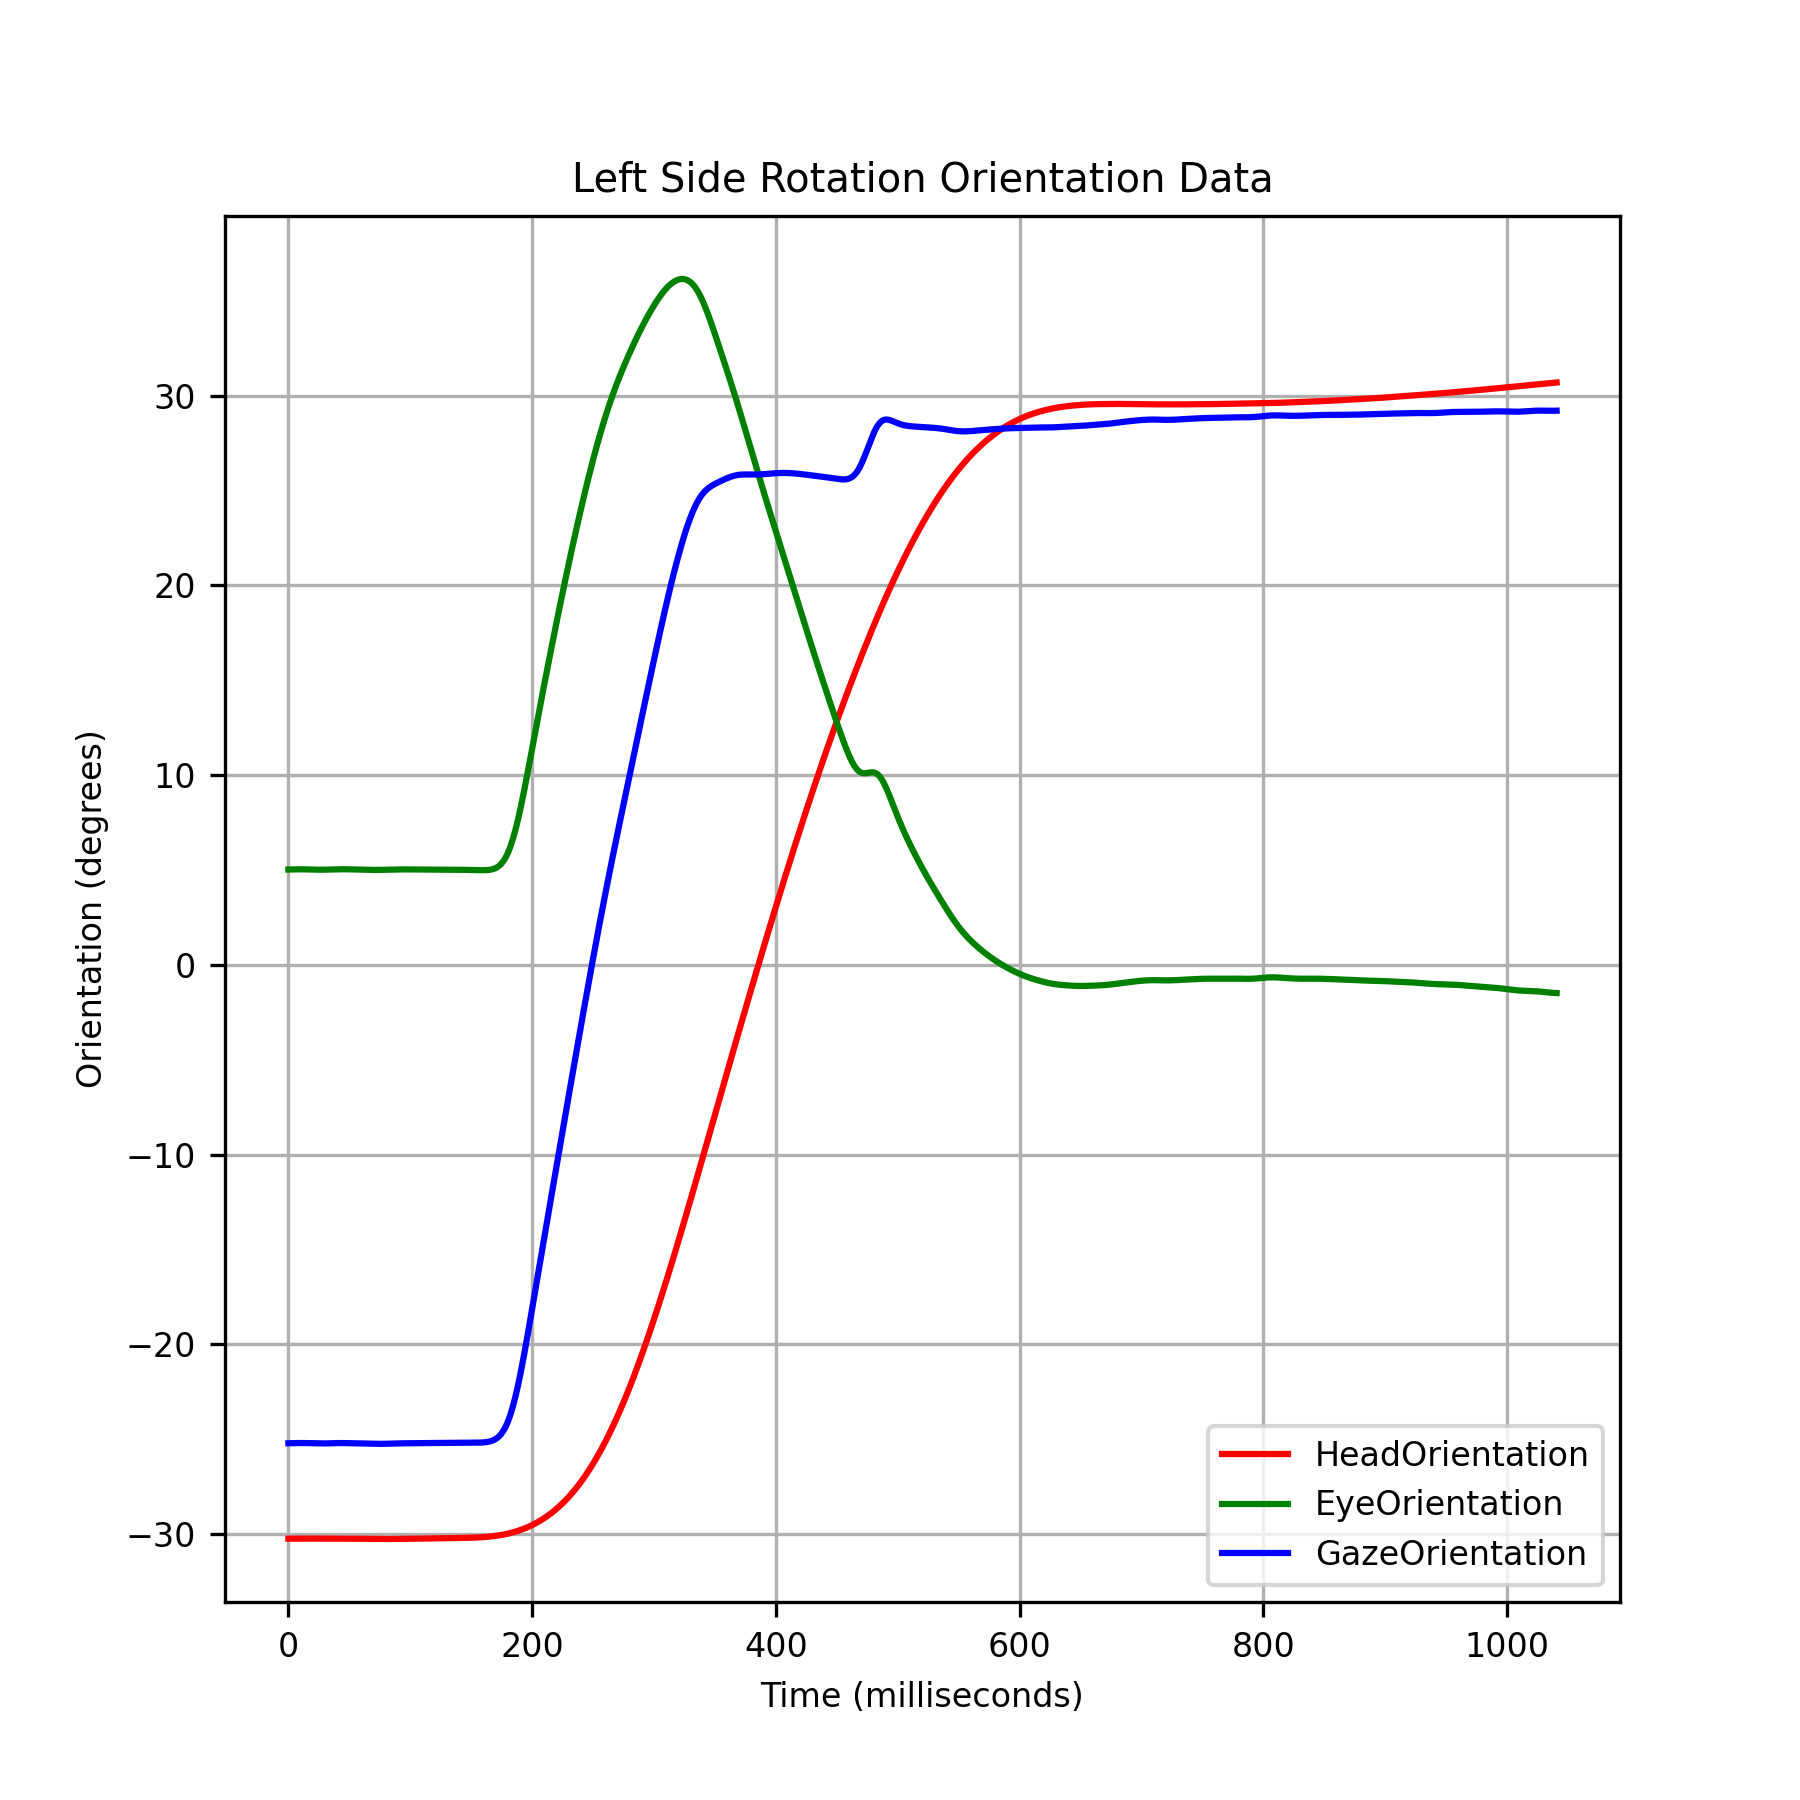 Left Side Rotation Orientation Data
Orientation (degrees)
30
20
10
0
−10
−20
−30
HeadOrientation
EyeOrientation
GazeOrientation
0 200 400 600 800 1000
Time (milliseconds)